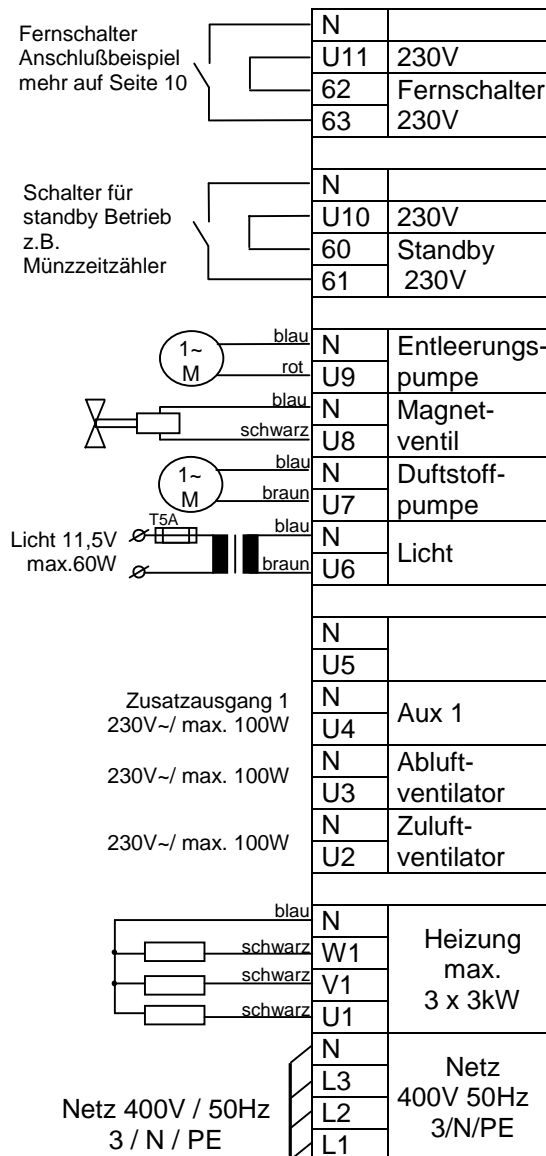 Fernschalter
Anschlußbeispiel
mehr auf Seite 10
N
U11 230V
62 Fernschalter
63 230V
Schalter für
standby Betrieb
z.B.
Münzzeitzähler
N
U10 230V
60 Standby
61 230V
1~
M
blau
rot
N Entleerungs-
U9 pumpe
blau
schwarz
N Magnet-
U8 ventil
1~
M
blau
braun
N Duftstoff-
U7 pumpe
Licht 11,5V
max.60W
T5A
blau
braun
N
U6
Licht
N
U5
Zusatzausgang 1
230V~/ max. 100W
N
U4
Aux 1
230V~/ max. 100W
N Abluft-
U3 ventilator
230V~/ max. 100W
N Zuluft-
U2 ventilator
blau
schwarz
schwarz
schwarz
N
W1
V1
U1
Heizung
max.
3 x 3kW
Netz 400V / 50Hz
3 / N / PE
N
L3
L2
L1
Netz
400V 50Hz
3/N/PE